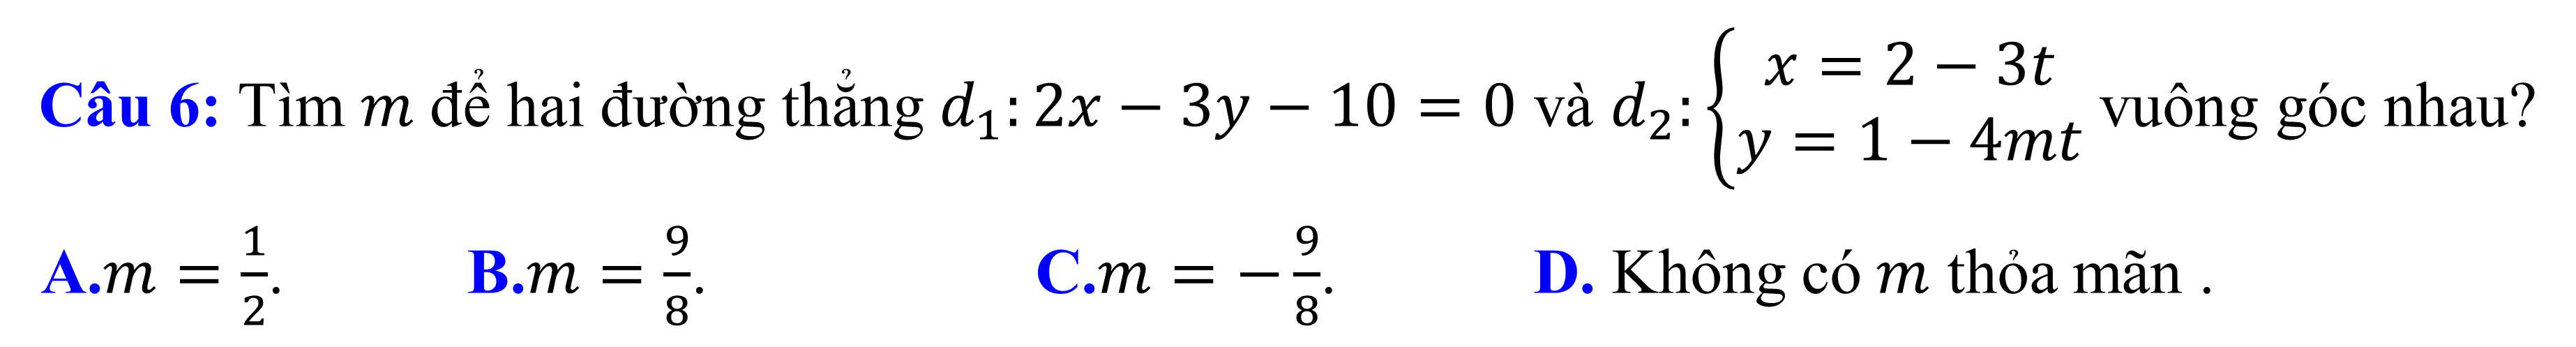 Câu 6: Tìm m để hai đường thẳng d₁: 2x − 3y − 10 = 0 và d₂: { x = 2 − 3t ; y = 1 − 4mt vuông góc nhau?
A.m = 1/2. B.m = 9/8. C.m = −9/8. D. Không có m thỏa mãn .